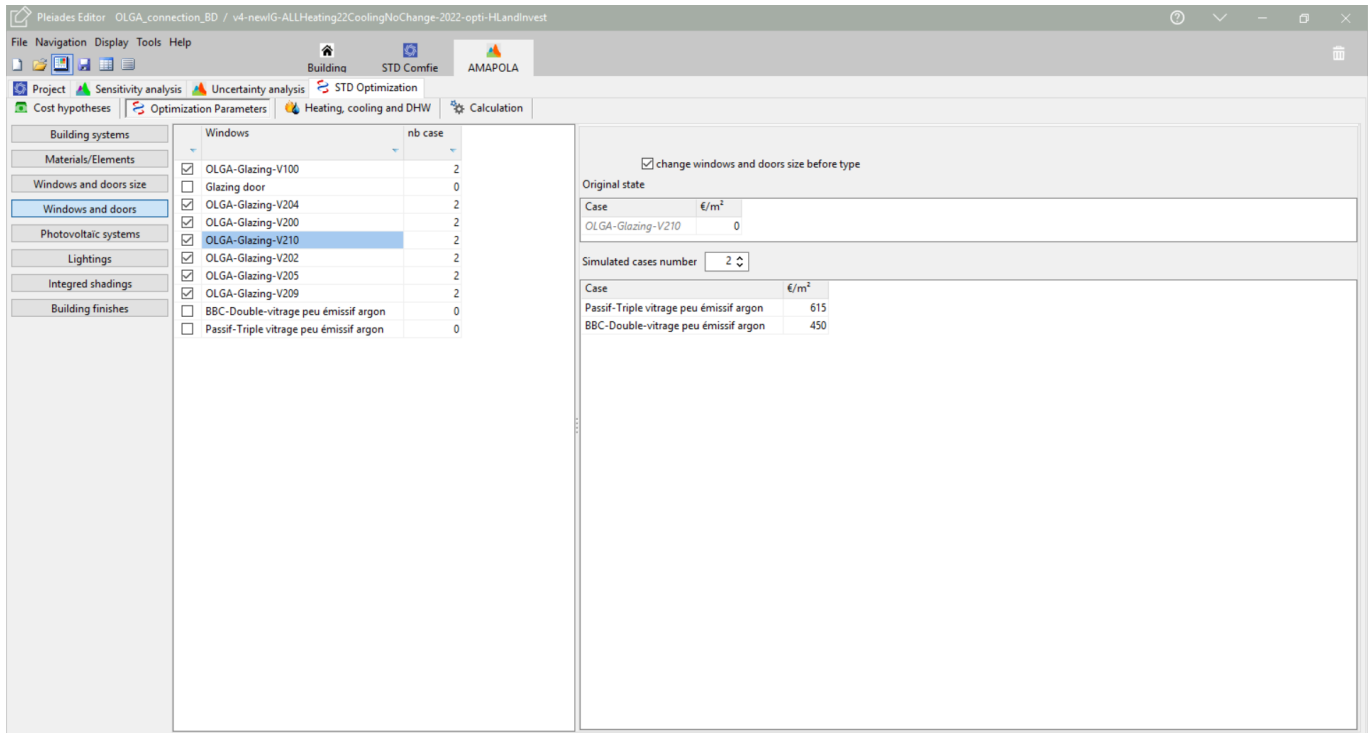 Pleiades Editor OLGA_connection_BD / v4-newIG-ALLHeating22CoolingNoChange-2022-opti-HLandInvest
File Navigation Display Tools Help
Building STD Comfie AMAPOLA
Project Sensitivity analysis Uncertainty analysis STD Optimization
Cost hypotheses Optimization Parameters Heating, cooling and DHW Calculation
Building systems
Materials/Elements
Windows and doors size
Windows and doors
Photovoltaïc systems
Lightings
Integred shadings
Building finishes
Windows nb case
OLGA-Glazing-V100 2
Glazing door 0
OLGA-Glazing-V204 2
OLGA-Glazing-V200 2
OLGA-Glazing-V210 2
OLGA-Glazing-V202 2
OLGA-Glazing-V205 2
OLGA-Glazing-V209 2
BBC-Double-vitrage peu émissif argon 0
Passif-Triple vitrage peu émissif argon 0
change windows and doors size before type
Original state
Case €/m²
OLGA-Glazing-V210 0
Simulated cases number 2
Case €/m²
Passif-Triple vitrage peu émissif argon 615
BBC-Double-vitrage peu émissif argon 450